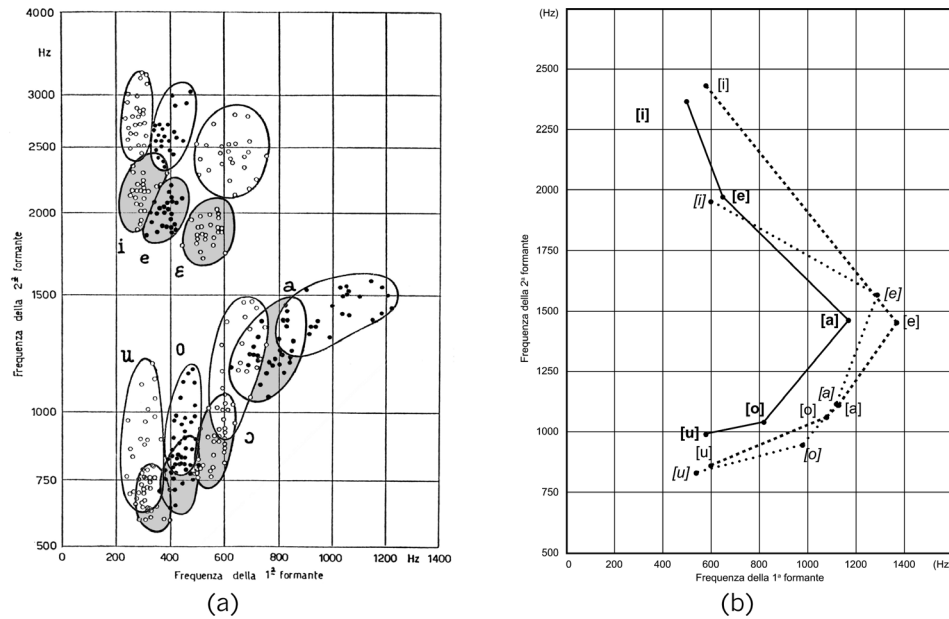 4000
Hz
3000
2500
2000
1500
1000
750
500
Frequenza della 2ª formante
i
e
ε
a
u
o
ɔ
0
200
400
600
800
1000
1200
Hz
1400
Frequenza della 1ª formante
(a)
(Hz)
2500
2250
2000
1750
1500
1250
1000
750
500
Frequenza della 2ª formante
[i]
[i]
[e]
[i]
[e]
[a]
[e]
[a]
[o]
[o]
[a]
[u]
[u]
[o]
[u]
0
200
400
600
800
1000
1200
1400
(Hz)
Frequenza della 1ª formante
(b)